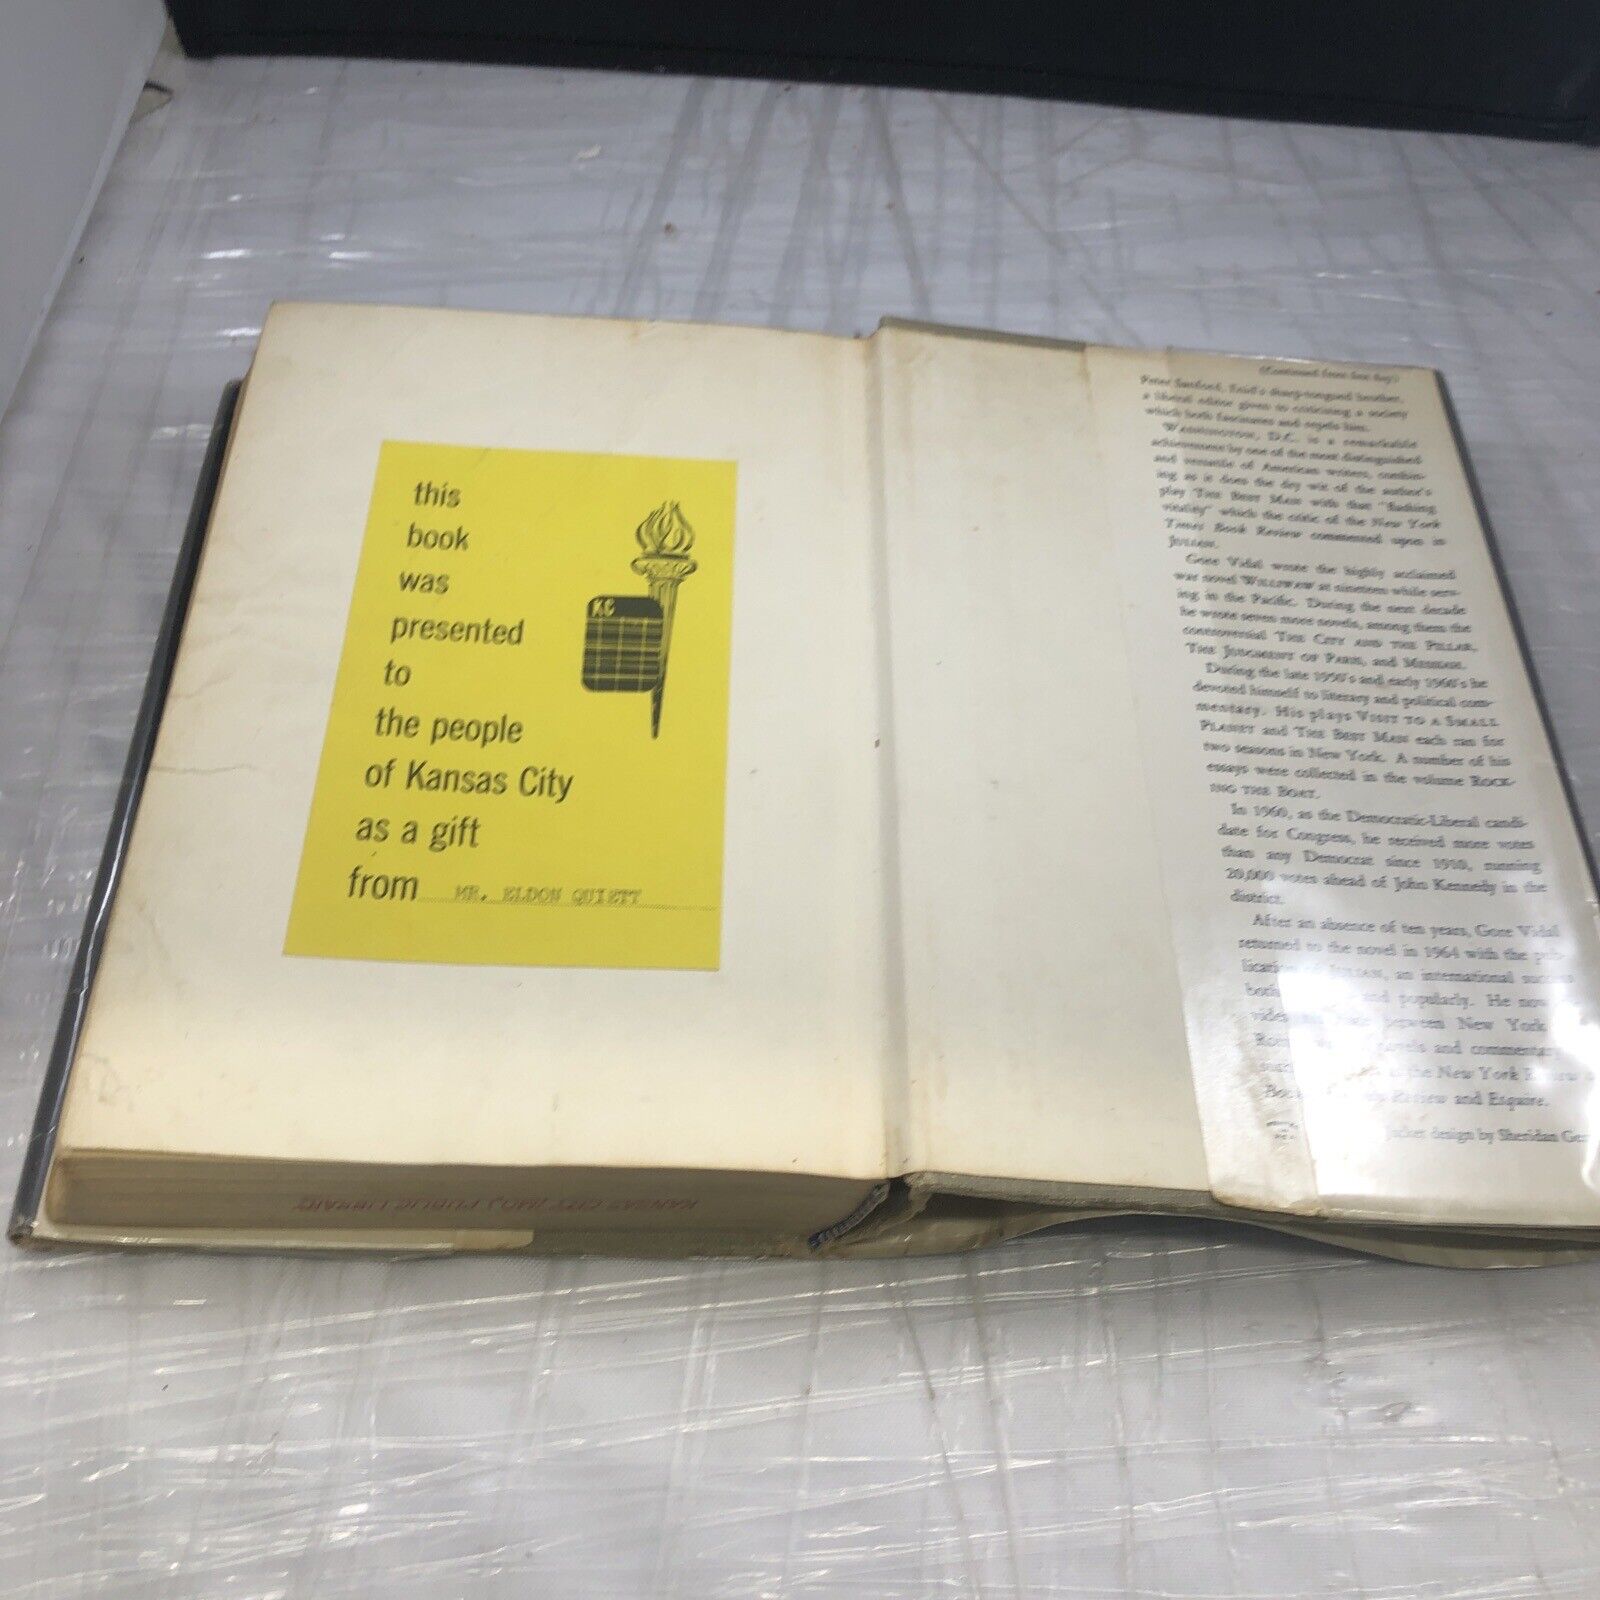 this
book
was
presented
to
the people
of Kansas City
as a gift
from MR. ELDON QUIETT
KC
KANSAS CITY (MO.) PUBLIC LIBRARY
(Continued from first flap)
Peter Sanford, Enid's sharp-tongued brother,
a liberal editor given to criticising a society
which both fascinates and repels him.
WASHINGTON, D.C. is a remarkable
achievement by one of the most distinguished
and versatile of American writers, combin-
ing as it does the dry wit of the author's
play THE BEST MAN with that "flashing
vitality" which the critic of the New York
Times Book Review commented upon in
JULIAN.
Gore Vidal wrote the highly acclaimed
war novel WILLIWAW at nineteen while serv-
ing in the Pacific. During the next decade
he wrote seven more novels, among them the
controversial THE CITY AND THE PILLAR,
THE JUDGMENT OF PARIS, and MESSIAH.
During the late 1950's and early 1960's he
devoted himself to literary and political com-
mentary. His plays VISIT TO A SMALL
PLANET and THE BEST MAN each ran for
two seasons in New York. A number of his
essays were collected in the volume ROCK-
ING THE BOAT.
In 1960, as the Democratic-Liberal candi-
date for Congress, he received more votes
than any Democrat since 1910, running
20,000 votes ahead of John Kennedy in the
district.
After an absence of ten years, Gore Vidal
returned to the novel in 1964 with the pub-
lication of JULIAN, an international success
both and popularly. He now
between New York
and commentary
the New York Review
Review and Esquire.
Jacket design by Sheridan